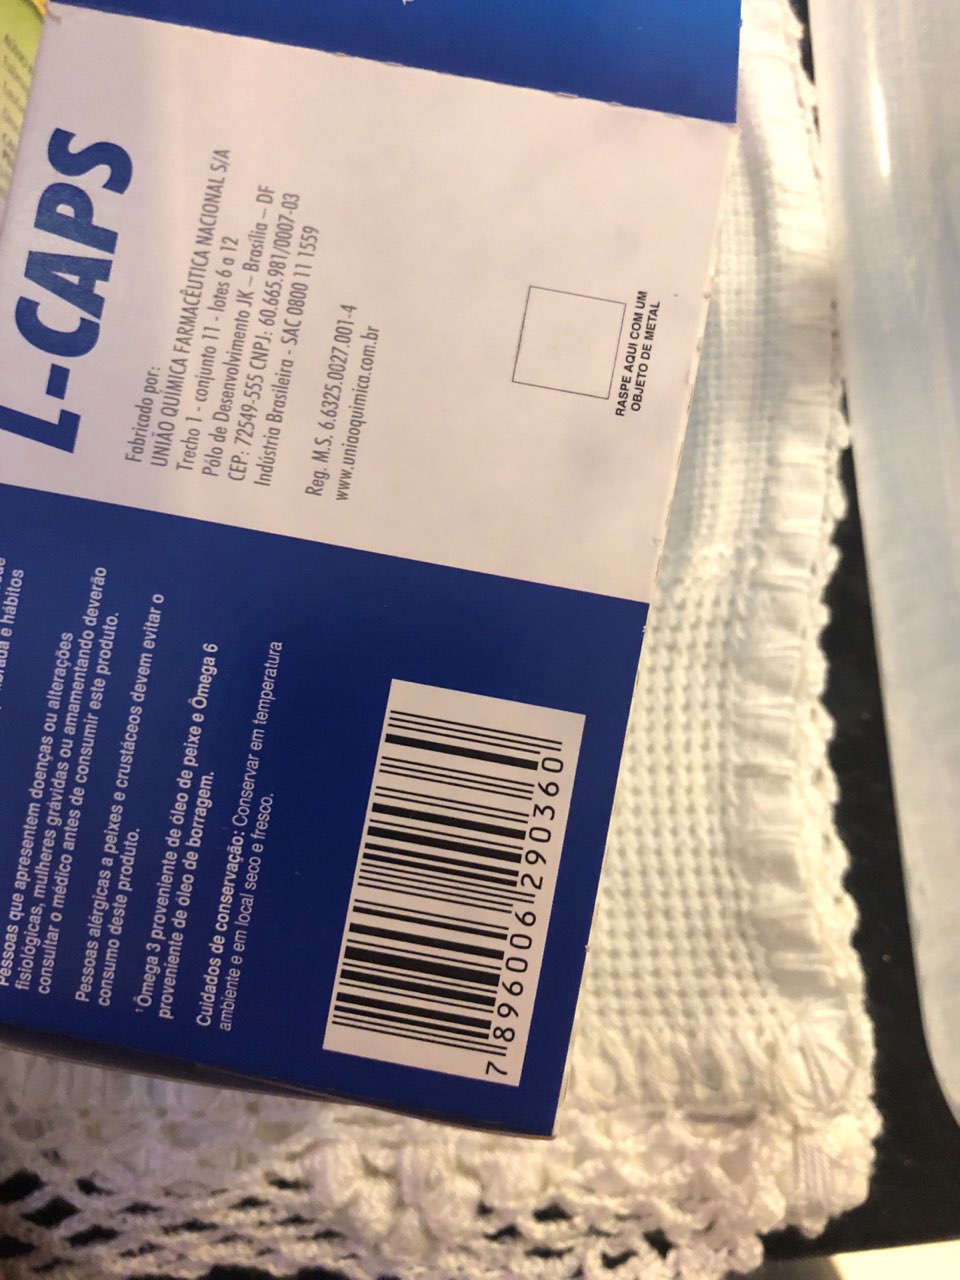 L-CAPS
Fabricado por:
UNIÃO QUÍMICA FARMACÊUTICA NACIONAL S/A
Trecho 1 - conjunto 11 - lotes 6 a 12
Pólo de Desenvolvimento JK – Brasília – DF
CEP: 72549-555 CNPJ: 60.665.981/0007-03
Indústria Brasileira - SAC 0800 11 1559
Reg. M.S. 6.6325.0027.001-4
www.uniaoquimica.com.br
RASPE AQUI COM UM
OBJETO DE METAL
e hábitos
Pessoas que apresentem doenças ou alterações
fisiológicas, mulheres grávidas ou amamentando deverão
consultar o médico antes de consumir este produto.
Pessoas alérgicas a peixes e crustáceos devem evitar o
consumo deste produto.
¹Ômega 3 proveniente de óleo de peixe e Ômega 6
proveniente de óleo de borragem.
Cuidados de conservação: Conservar em temperatura
ambiente e em local seco e fresco.
7 896006 290360